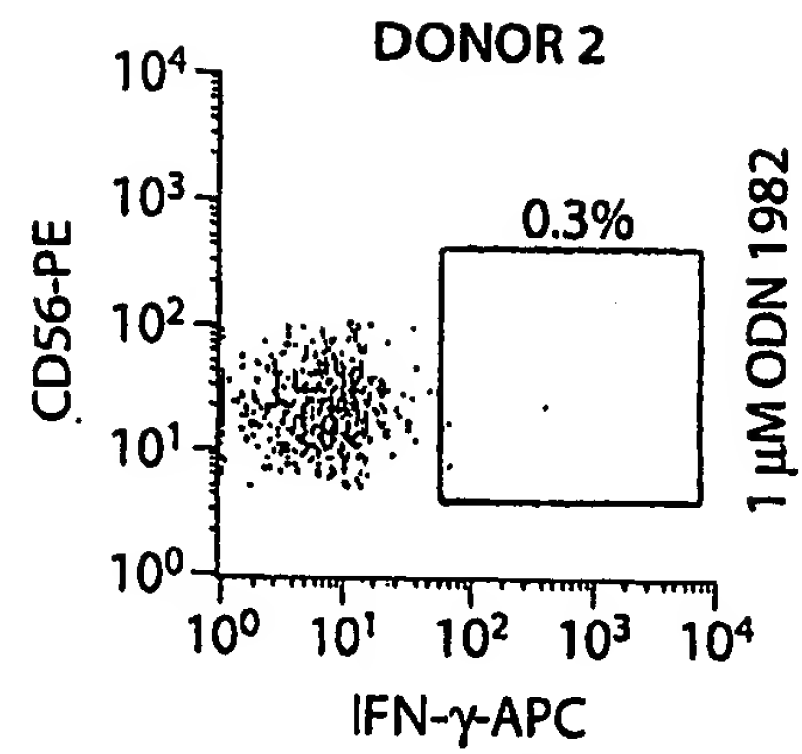 DONOR 2
10⁴
10³
10²
10¹
10⁰
CD56-PE
0.3%
1 µM ODN 1982
10⁰ 10¹ 10² 10³ 10⁴
IFN-γ-APC